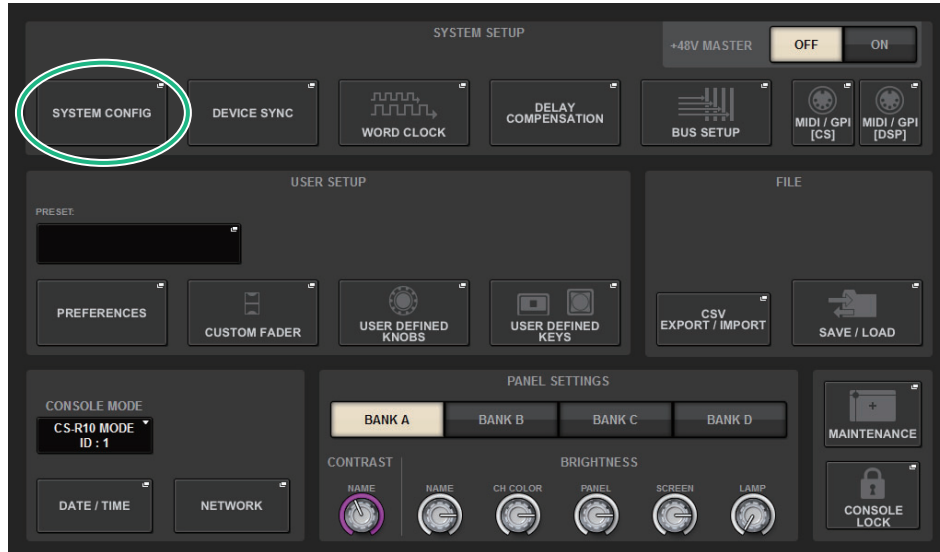 SYSTEM SETUP
+48V MASTER
OFF
ON
SYSTEM CONFIG
DEVICE SYNC
WORD CLOCK
DELAY
COMPENSATION
BUS SETUP
MIDI / GPI
[CS]
MIDI / GPI
[DSP]
USER SETUP
PRESET:
PREFERENCES
CUSTOM FADER
USER DEFINED
KNOBS
USER DEFINED
KEYS
FILE
CSV
EXPORT / IMPORT
SAVE / LOAD
CONSOLE MODE
CS-R10 MODE
ID : 1
DATE / TIME
NETWORK
PANEL SETTINGS
BANK A
BANK B
BANK C
BANK D
CONTRAST
BRIGHTNESS
NAME
NAME
CH COLOR
PANEL
SCREEN
LAMP
MAINTENANCE
CONSOLE
LOCK